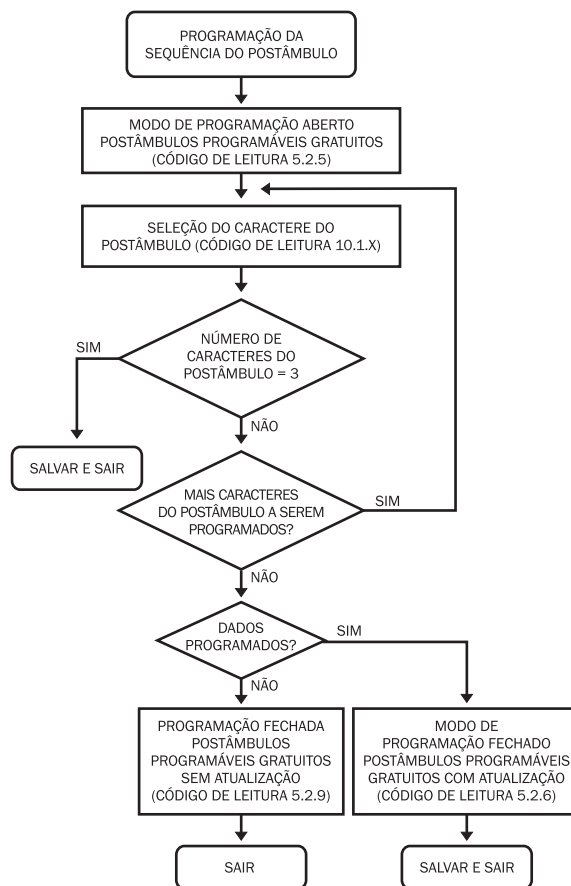 PROGRAMAÇÃO DA
SEQUÊNCIA DO POSTÂMBULO
MODO DE PROGRAMAÇÃO ABERTO
POSTÂMBULOS PROGRAMÁVEIS GRATUITOS
(CÓDIGO DE LEITURA 5.2.5)
SELEÇÃO DO CARACTERE DO
POSTÂMBULO (CÓDIGO DE LEITURA 10.1.X)
NÚMERO DE
CARACTERES DO
POSTÂMBULO = 3
SIM
NÃO
SALVAR E SAIR
MAIS CARACTERES
DO POSTÂMBULO A SEREM
PROGRAMADOS?
SIM
NÃO
DADOS
PROGRAMADOS?
SIM
NÃO
PROGRAMAÇÃO FECHADA
POSTÂMBULOS
PROGRAMÁVEIS GRATUITOS
SEM ATUALIZAÇÃO
(CÓDIGO DE LEITURA 5.2.9)
MODO DE
PROGRAMAÇÃO FECHADO
POSTÂMBULOS PROGRAMÁVEIS
GRATUITOS COM ATUALIZAÇÃO
(CÓDIGO DE LEITURA 5.2.6)
SAIR
SALVAR E SAIR